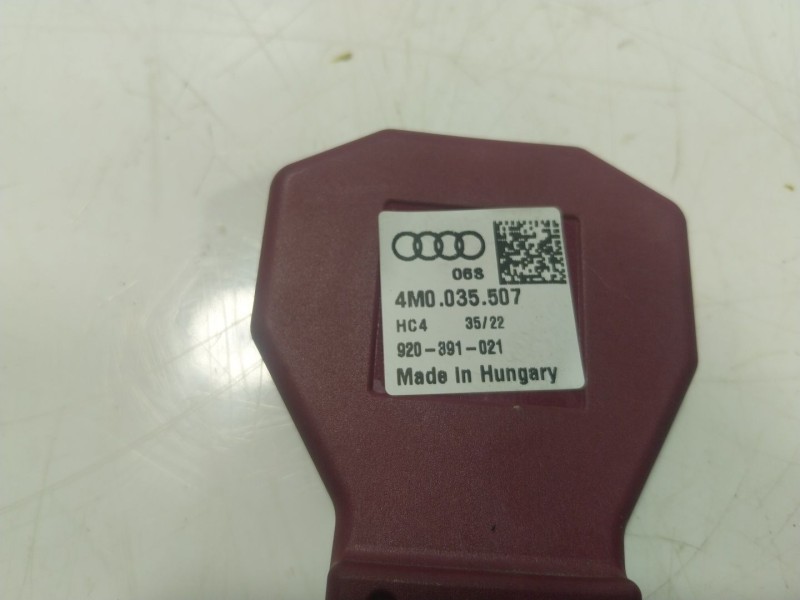 06S
4M0.035.507
HC4 35/22
920-391-021
Made in Hungary